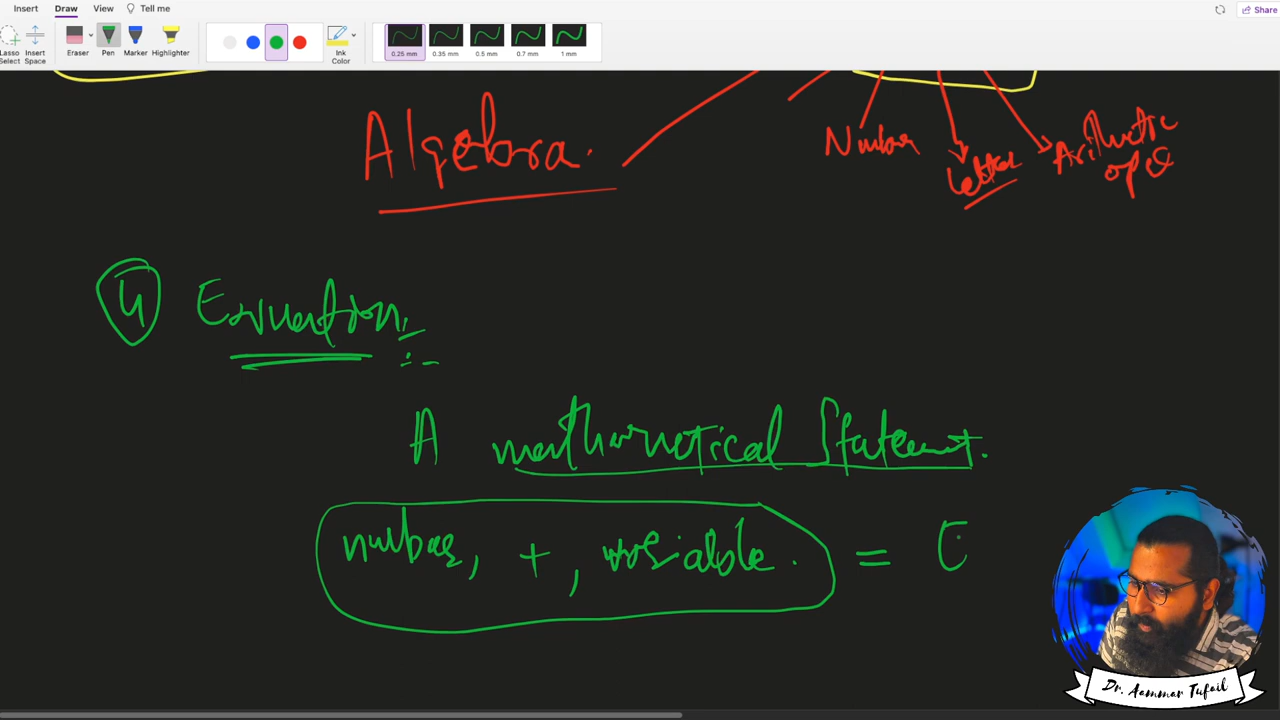 Insert Draw View Tell me
Share
Lasso Select
Insert Space
Eraser
Pen
Marker
Highlighter
Ink Color
0.25 mm
0.35 mm
0.5 mm
0.7 mm
1 mm
Algebra.
Number
Letter
Arithmetic
op
4 Equation :-
A mathematical Statement.
numbers, + , variable. =
Dr. Aammar Tufail